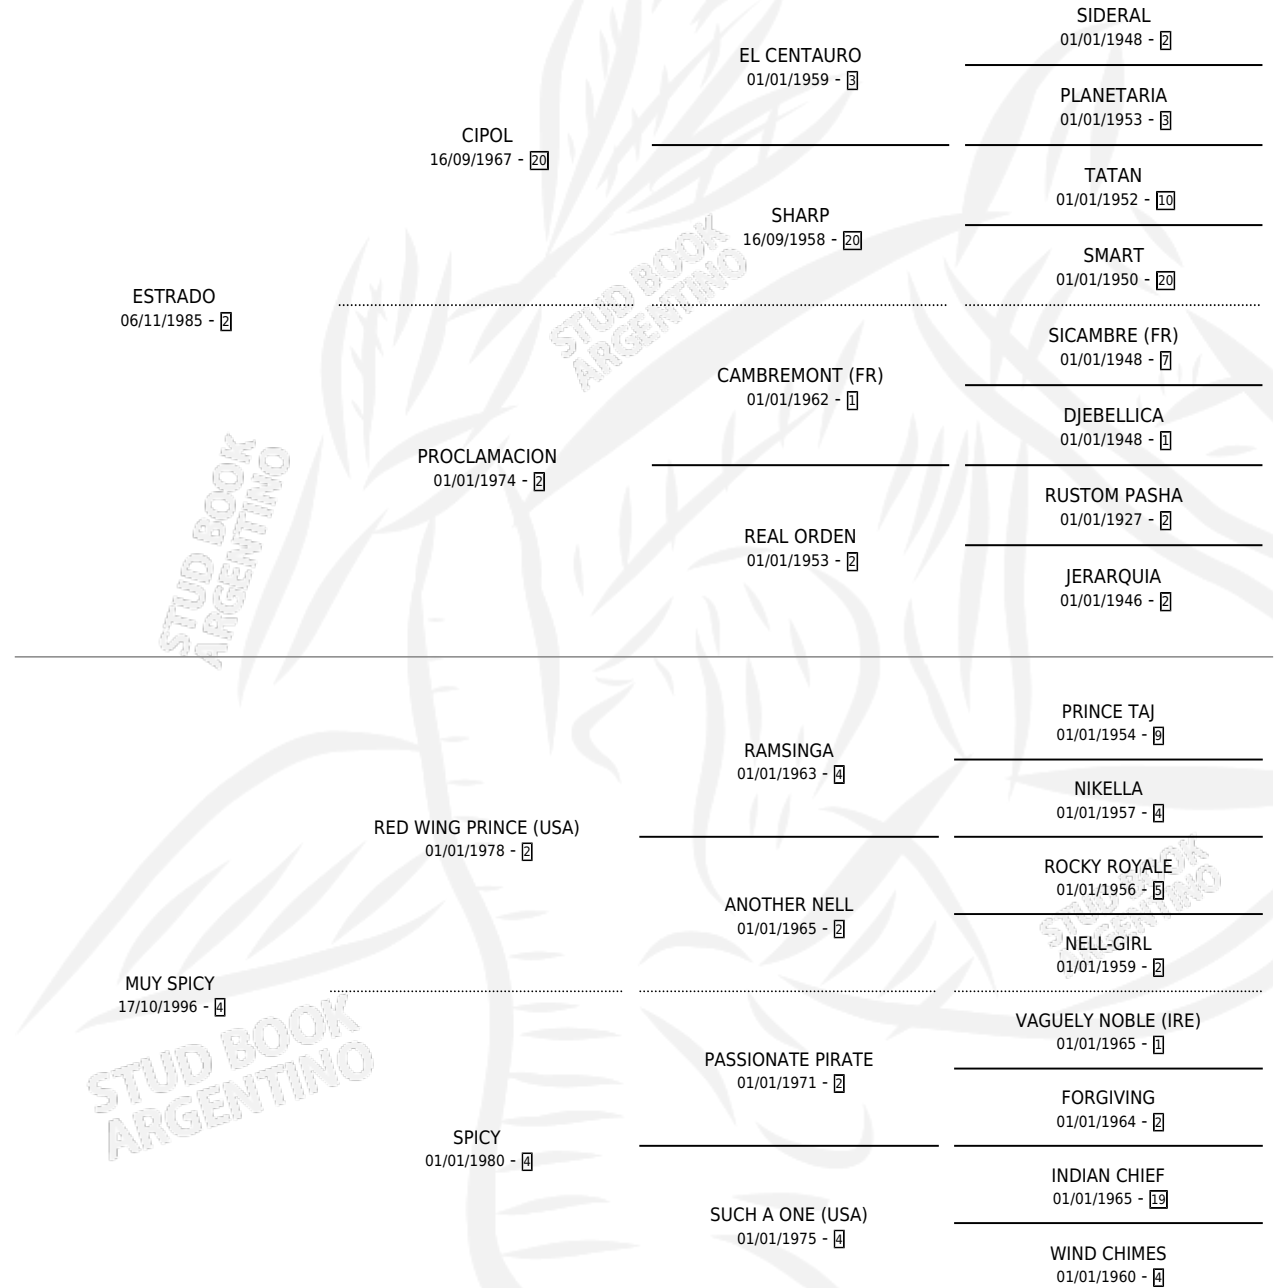 SIDERAL
01/01/1948 - 2
EL CENTAURO
01/01/1959 - 3
PLANETARIA
01/01/1953 - 3
CIPOL
16/09/1967 - 20
TATAN
01/01/1952 - 10
SHARP
16/09/1958 - 20
SMART
01/01/1950 - 20
ESTRADO
06/11/1985 - 2
SICAMBRE (FR)
01/01/1948 - 7
CAMBREMONT (FR)
01/01/1962 - 1
DJEBELLICA
01/01/1948 - 1
PROCLAMACION
01/01/1974 - 2
RUSTOM PASHA
01/01/1927 - 2
REAL ORDEN
01/01/1953 - 2
JERARQUIA
01/01/1946 - 2
PRINCE TAJ
01/01/1954 - 9
RAMSINGA
01/01/1963 - 4
NIKELLA
01/01/1957 - 4
RED WING PRINCE (USA)
01/01/1978 - 2
ROCKY ROYALE
01/01/1956 - 5
ANOTHER NELL
01/01/1965 - 2
NELL-GIRL
01/01/1959 - 2
MUY SPICY
17/10/1996 - 4
VAGUELY NOBLE (IRE)
01/01/1965 - 1
PASSIONATE PIRATE
01/01/1971 - 2
FORGIVING
01/01/1964 - 2
SPICY
01/01/1980 - 4
INDIAN CHIEF
01/01/1965 - 19
SUCH A ONE (USA)
01/01/1975 - 4
WIND CHIMES
01/01/1960 - 4
STUD BOOK
ARGENTINO
STUD BOOK
ARGENTINO
STUD BOOK
ARGENTINO
STUD BOOK
ARGENTINO